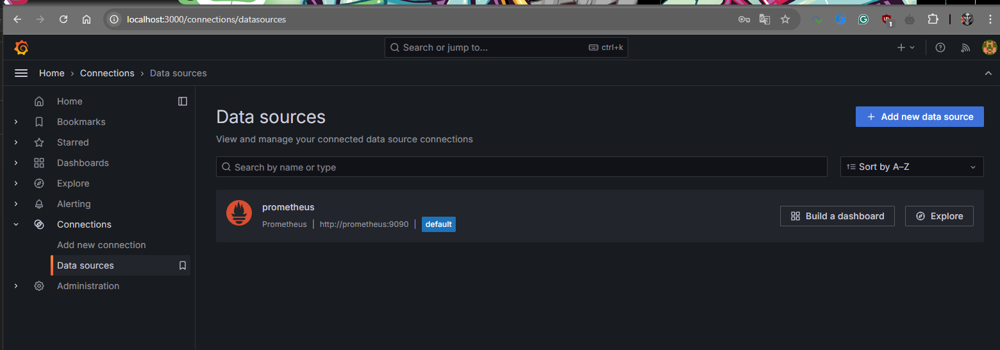 localhost:3000/connections/datasources
1
Search or jump to... ctrl+k
Home › Connections › Data sources
Home
Bookmarks
Starred
Dashboards
Explore
Alerting
Connections
Add new connection
Data sources
Administration
Data sources
Add new data source
View and manage your connected data source connections
Search by name or type
Sort by A–Z
prometheus
Prometheus | http://prometheus:9090 | default
Build a dashboard
Explore